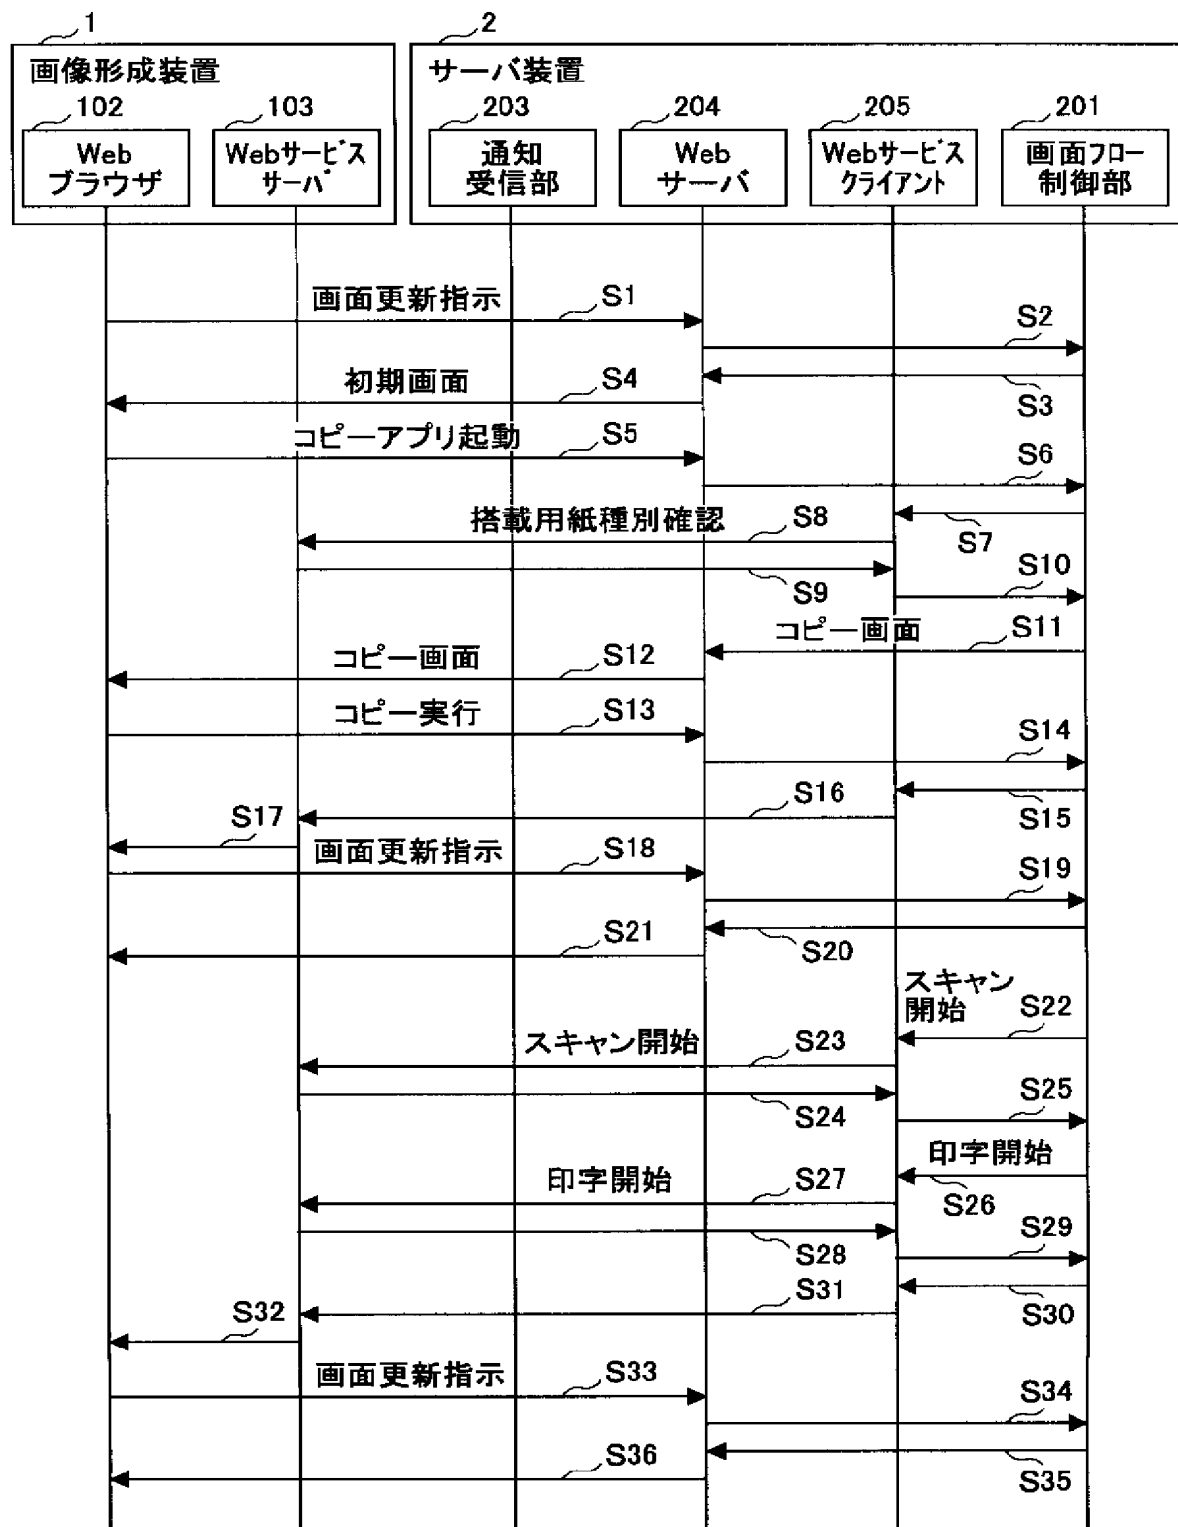 1
2
画像形成装置
サーバ装置
102
103
203
204
205
201
Web
ブラウザ
Webサービス
サーバ
通知
受信部
Web
サーバ
Webサービス
クライアント
画面フロー
制御部
画面更新指示
S1
S2
初期画面
S4
S3
コピーアプリ起動
S5
S6
搭載用紙種別確認
S8
S7
S9
S10
コピー画面
S11
コピー画面
S12
コピー実行
S13
S14
S16
S15
S17
画面更新指示
S18
S19
S21
S20
スキャン
開始
S22
スキャン開始
S23
S24
S25
印字開始
印字開始
S27
S26
S28
S29
S31
S30
S32
画面更新指示
S33
S34
S36
S35